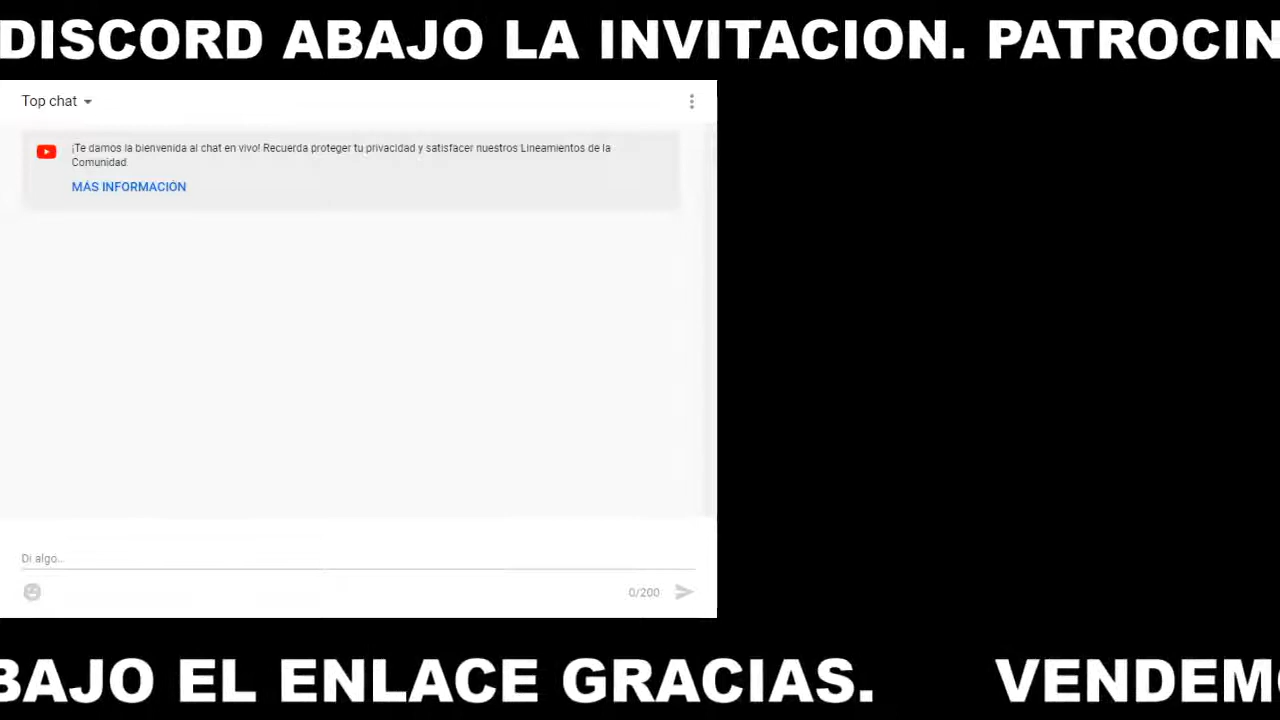 DISCORD ABAJO LA INVITACION. PATROCIN
Top chat
¡Te damos la bienvenida al chat en vivo! Recuerda proteger tu privacidad y satisfacer nuestros Lineamientos de la
Comunidad.
MÁS INFORMACIÓN
Di algo...
0/200
BAJO EL ENLACE GRACIAS. VENDEMO